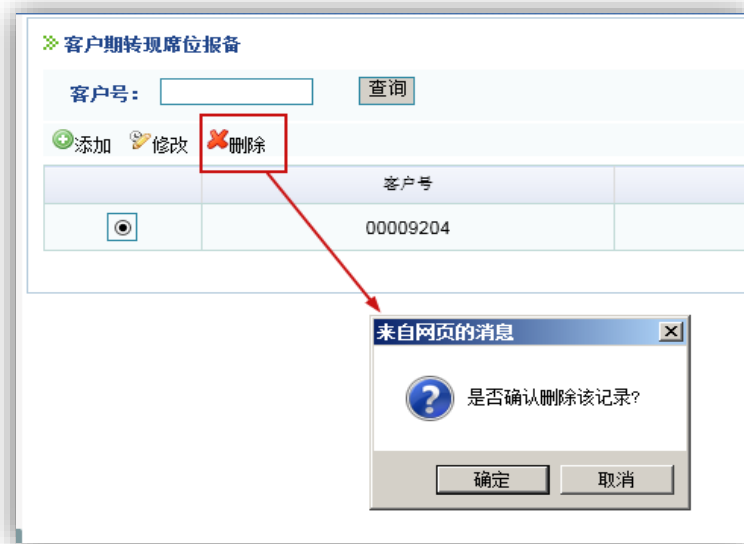 客户期转现席位报备
客户号： 查询
添加 修改 删除
客户号
00009204
来自网页的消息
是否确认删除该记录?
确定 取消